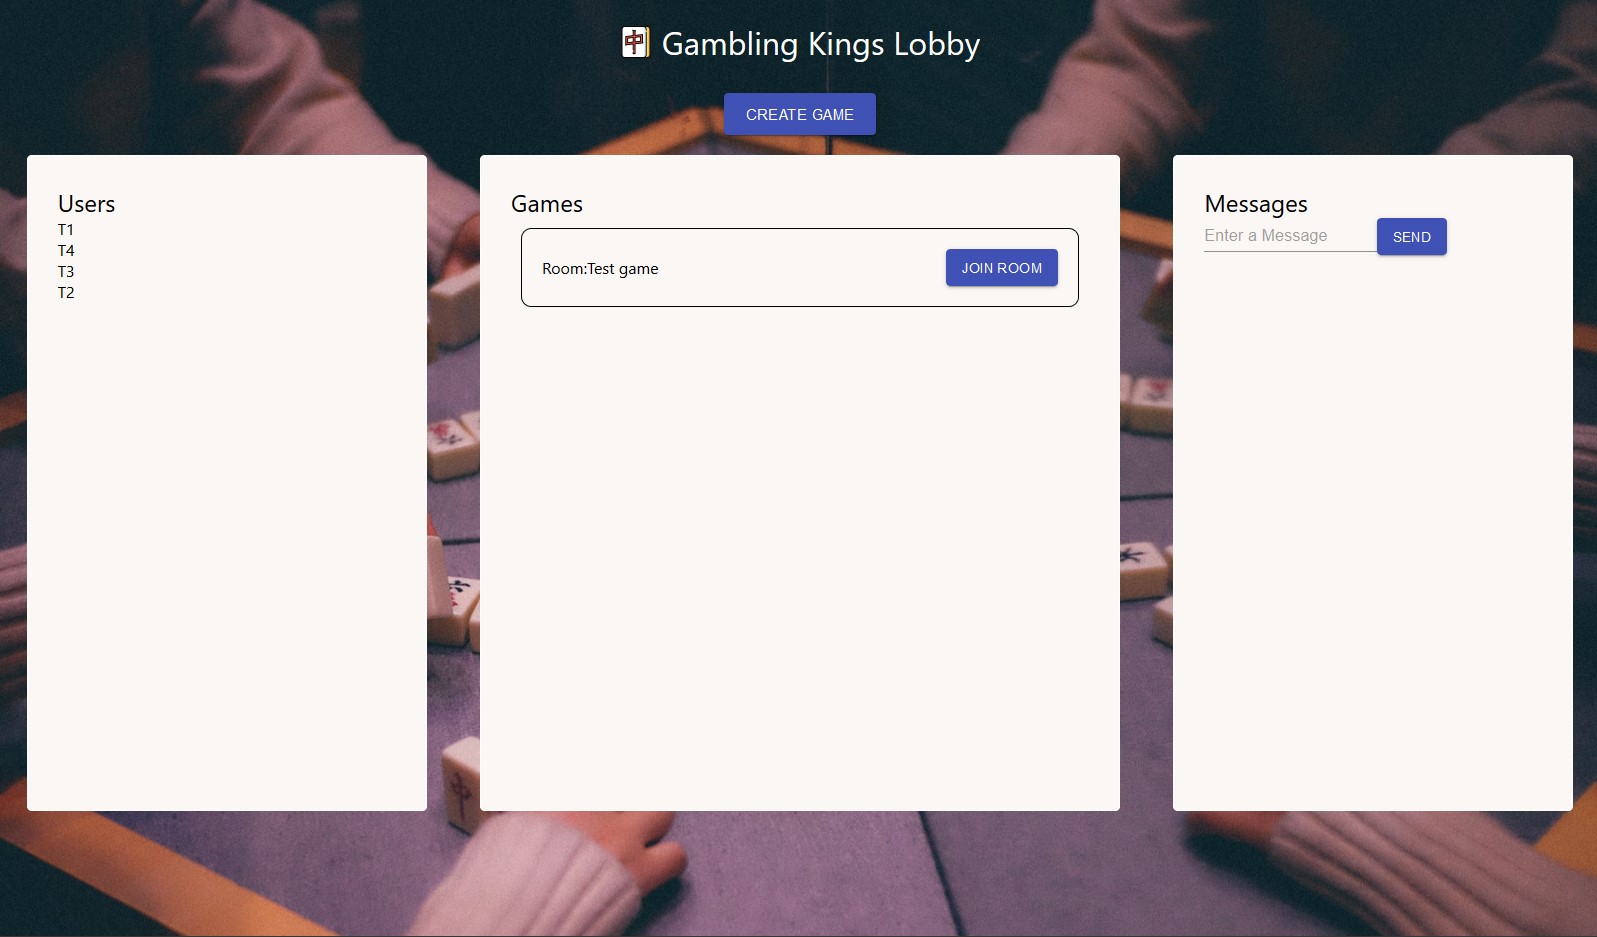 🀄 Gambling Kings Lobby
CREATE GAME
Users
T1
T4
T3
T2
Games
Room:Test game
JOIN ROOM
Messages
Enter a Message
SEND